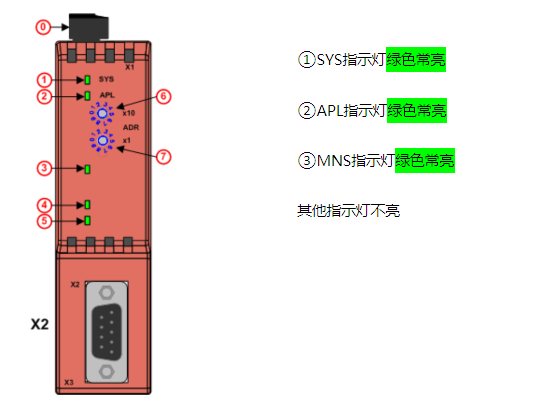 0
X1
① SYS
② APL
⑥
x10
ADR
x1
⑦
③
④
⑤
X2
X2
X3
①SYS指示灯绿色常亮
②APL指示灯绿色常亮
③MNS指示灯绿色常亮
其他指示灯不亮